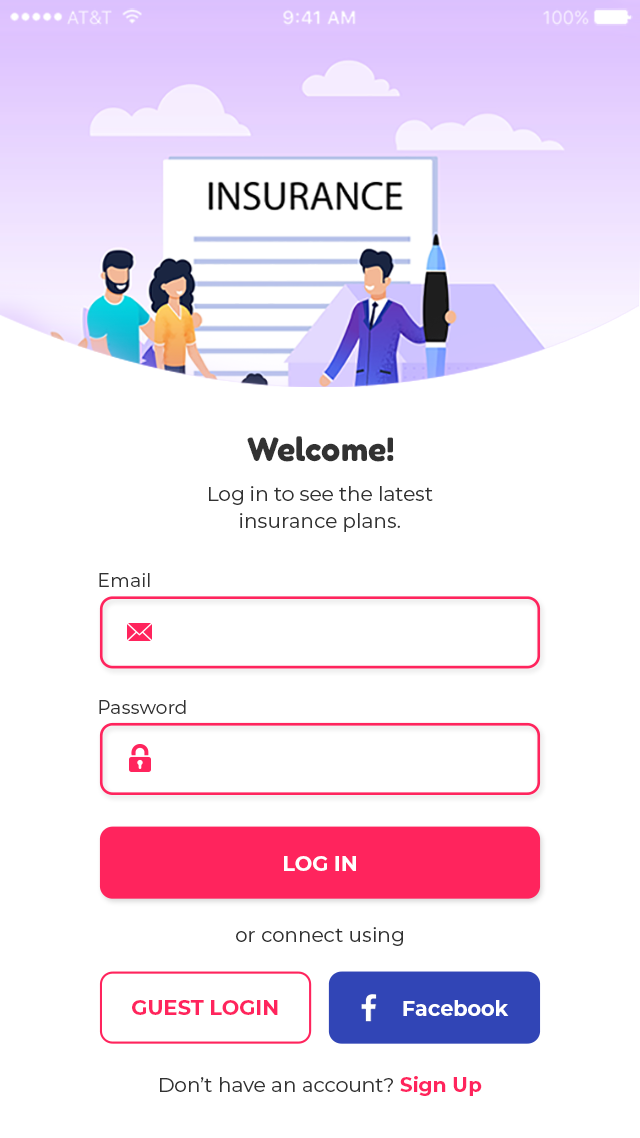 AT&T 9:41 AM 100%
INSURANCE
Welcome!
Log in to see the latest
insurance plans.
Email
Password
LOG IN
or connect using
GUEST LOGIN
Facebook
Don’t have an account? Sign Up